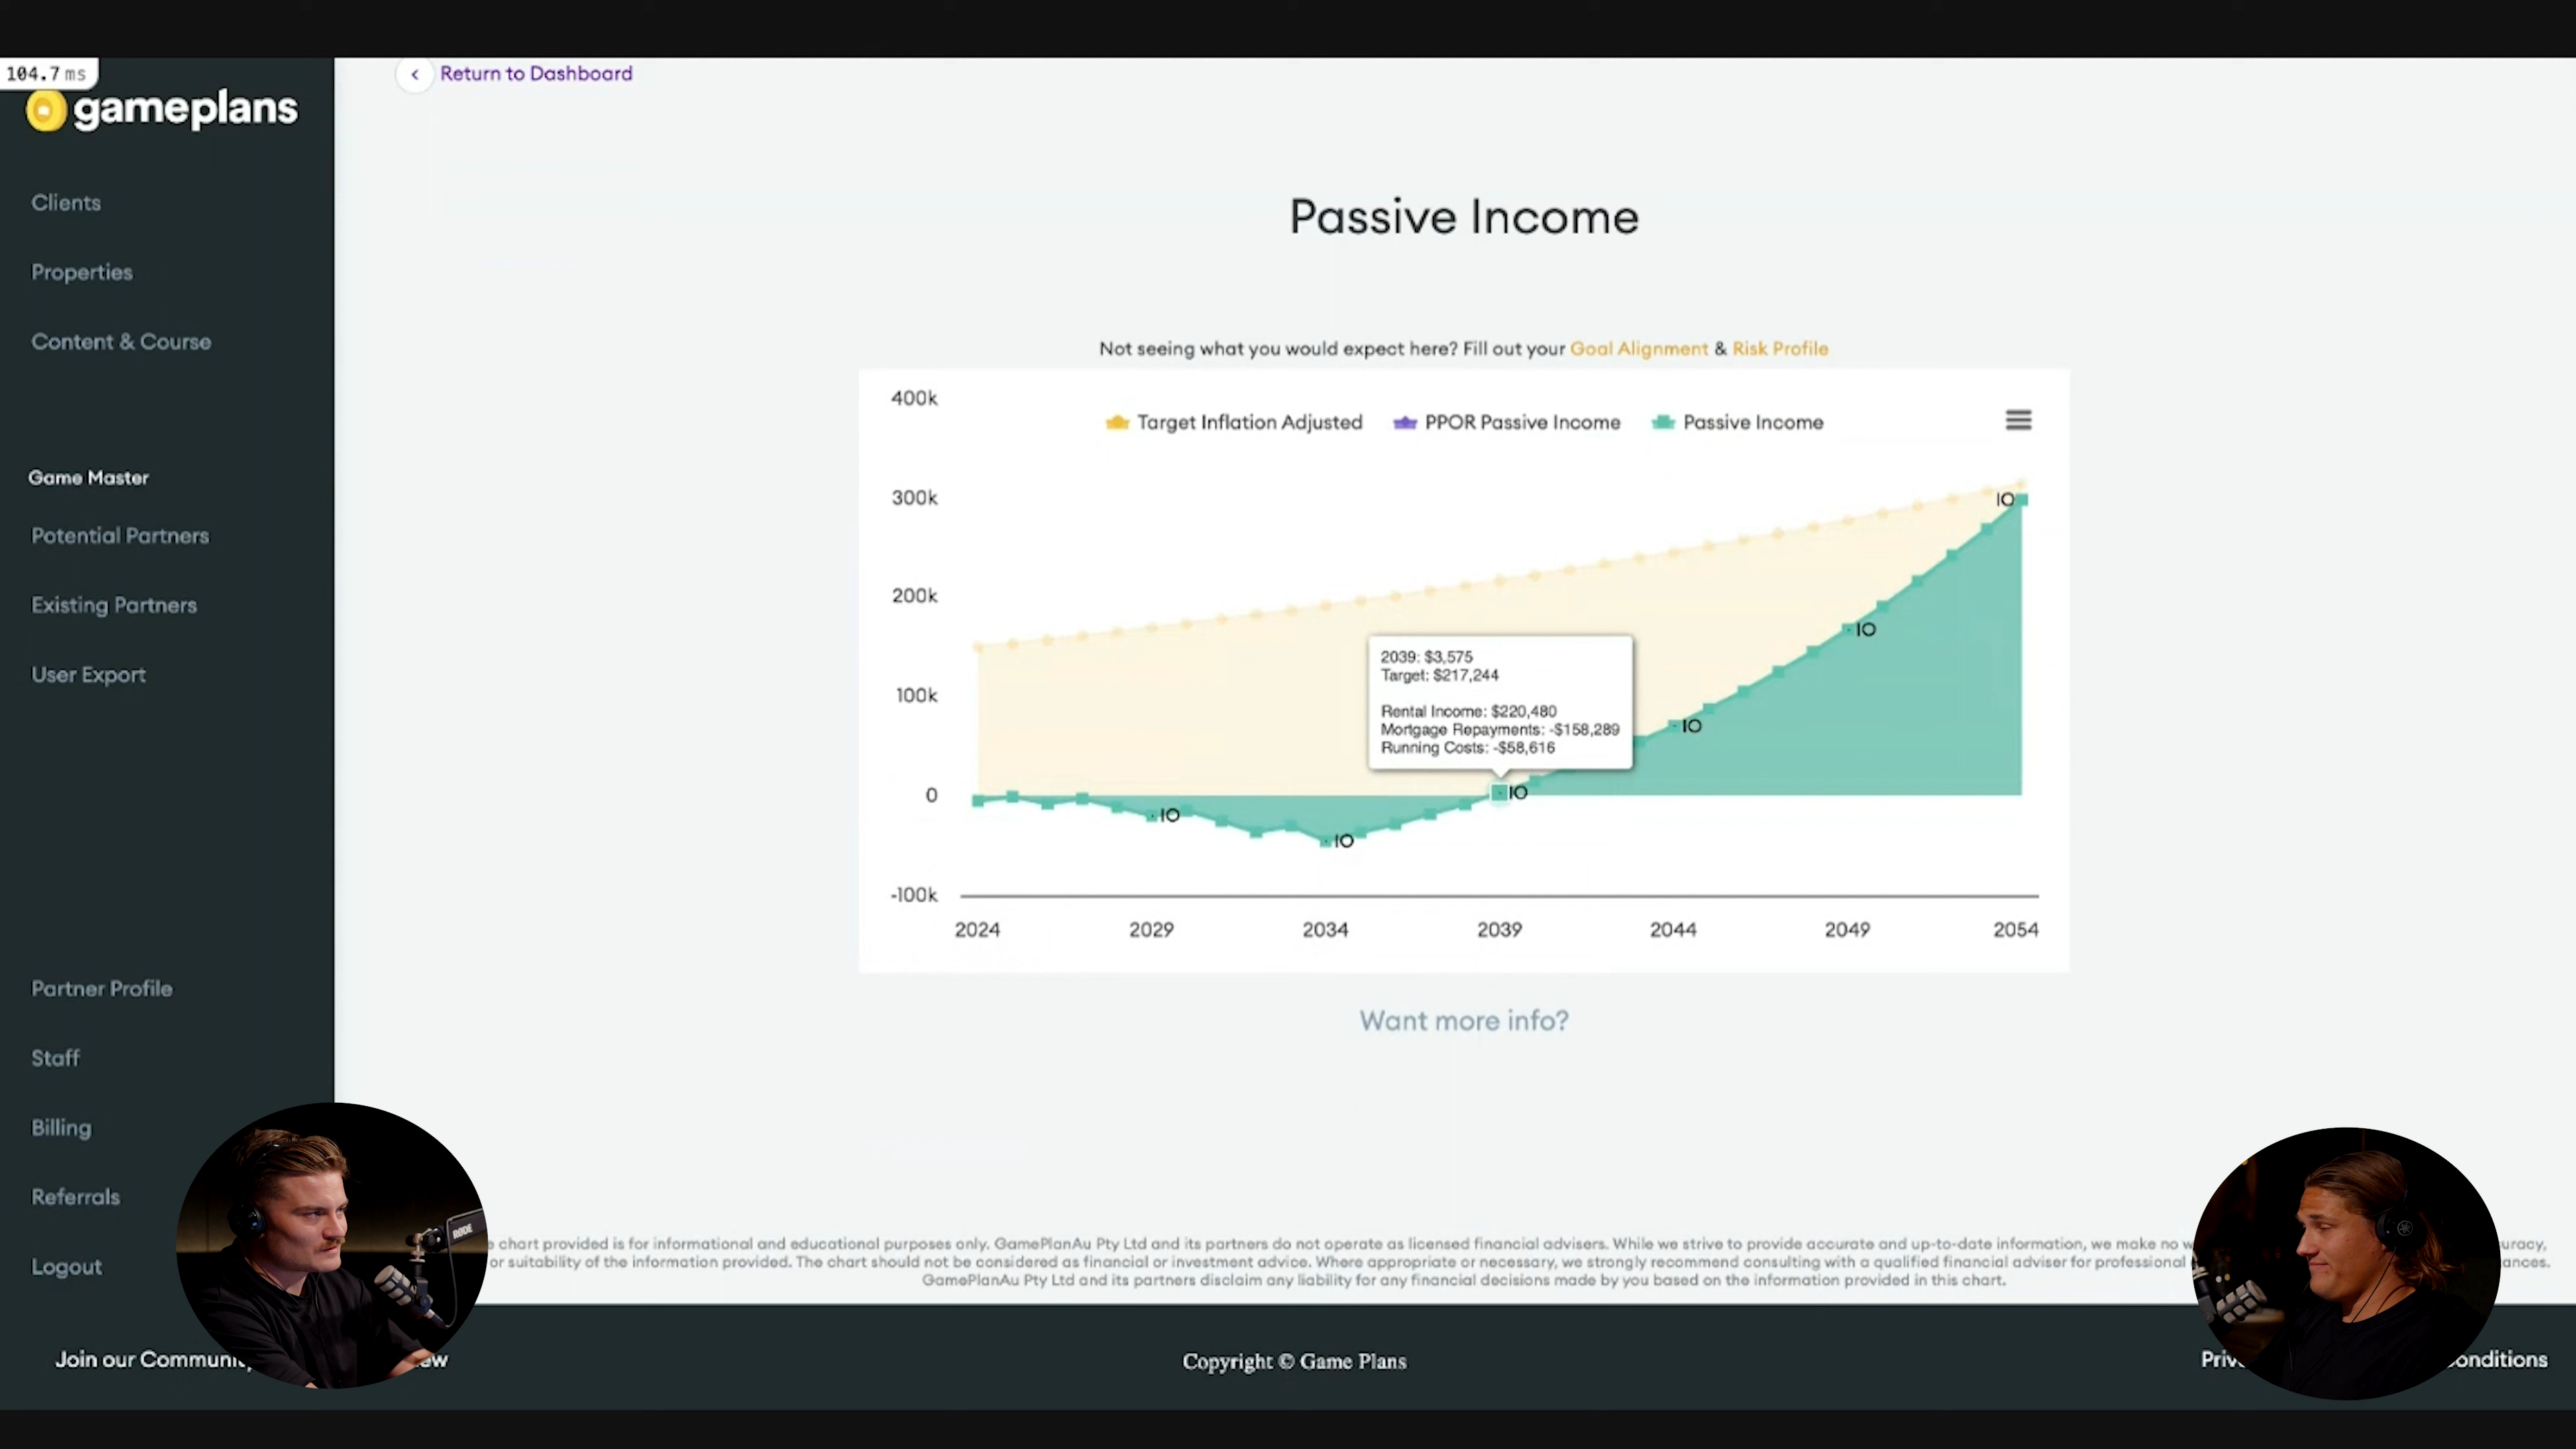 104.7 ms
Return to Dashboard
gameplans
Clients
Properties
Content & Course
Game Master
Potential Partners
Existing Partners
User Export
Partner Profile
Staff
Billing
Referrals
Logout
Passive Income
Not seeing what you would expect here? Fill out your Goal Alignment & Risk Profile
Target Inflation Adjusted
PPOR Passive Income
Passive Income
400k
300k
200k
100k
0
-100k
IO
IO
IO
IO
IO
IO
2039: $3,575
Target: $217,244
Rental Income: $220,480
Mortgage Repayments: -$158,289
Running Costs: -$58,616
2024 2029 2034 2039 2044 2049 2054
Want more info?
chart provided is for informational and educational purposes only. GamePlanAu Pty Ltd and its partners do not operate as licensed financial advisers. While we strive to provide accurate and up-to-date information, we make no
or suitability of the information provided. The chart should not be considered as financial or investment advice. Where appropriate or necessary, we strongly recommend consulting with a qualified financial adviser for professional
GamePlanAu Pty Ltd and its partners disclaim any liability for any financial decisions made by you based on the information provided in this chart.
RØDE
Join our
Copyright © Game Plans